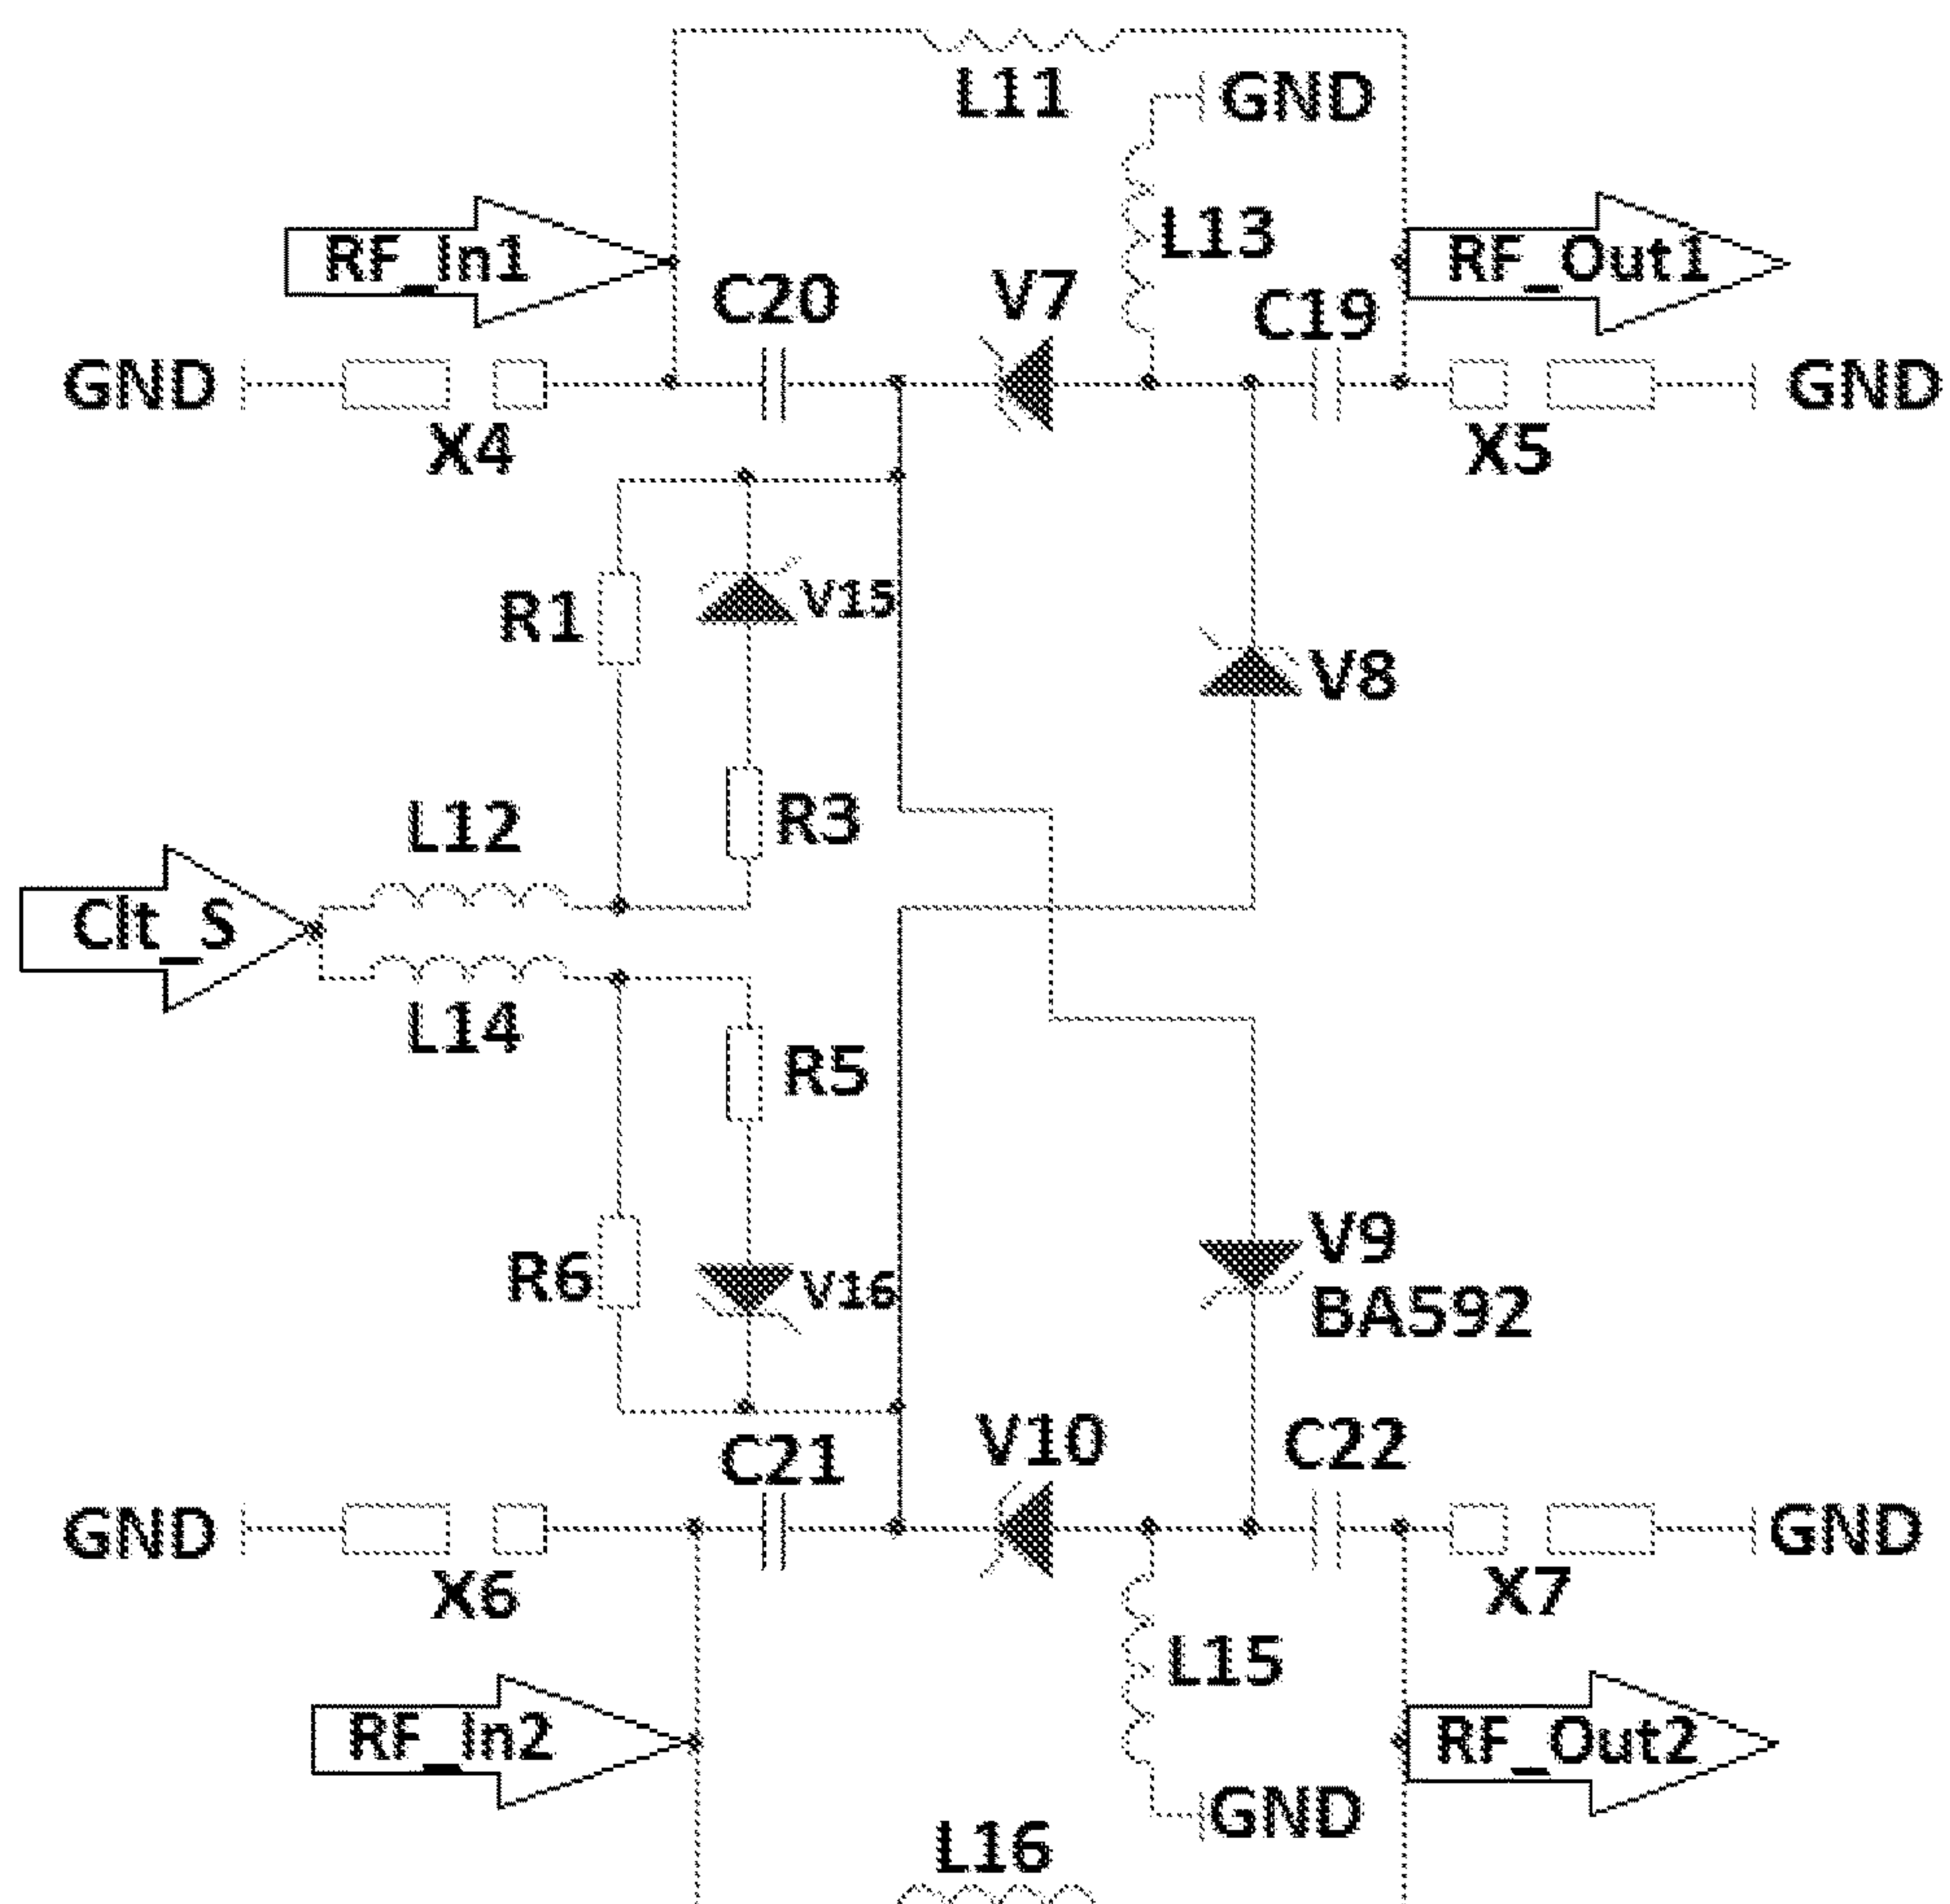 L11
GND
L13
RF_In1
RF_Out1
C20
V7
C19
GND
GND
X4
X5
R1
V15
V8
L12
R3
Clt_S
L14
R5
V9
R6
V16
BA592
C21
V10
C22
GND
GND
X6
X7
L15
RF_In2
RF_Out2
GND
L16